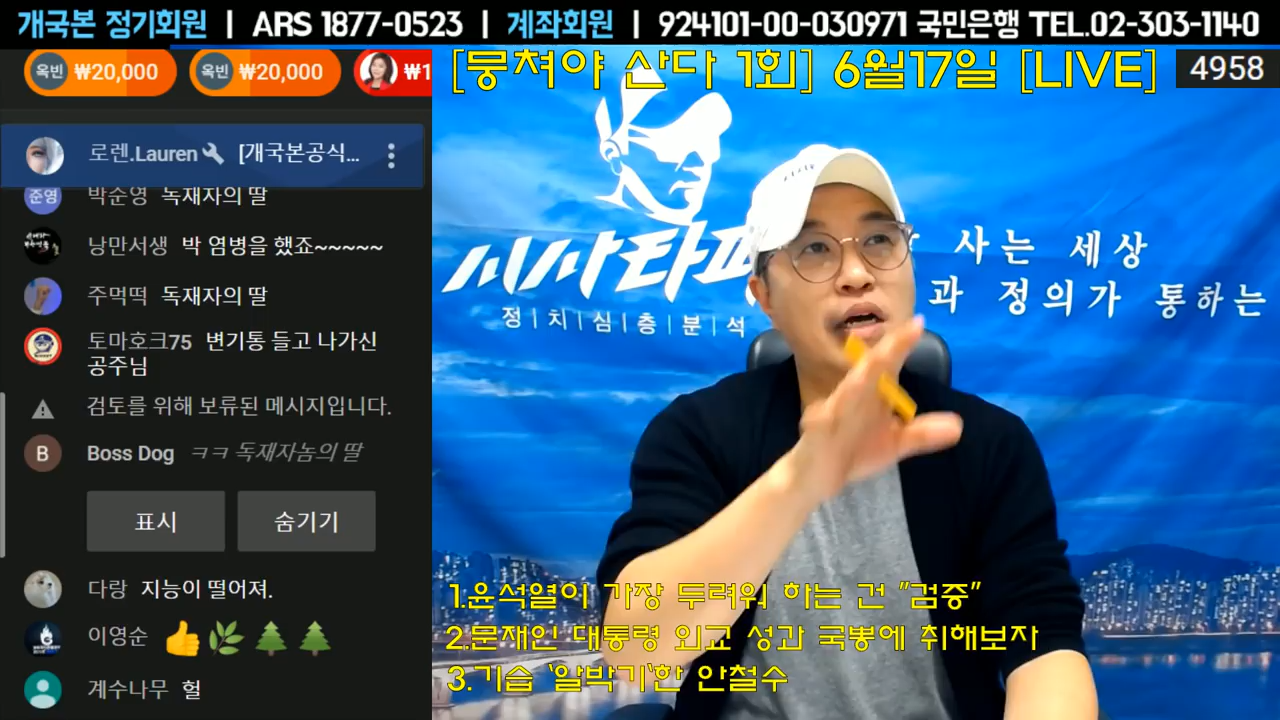 개국본 정기회원 | ARS 1877-0523 | 계좌회원 | 924101-00-030971 국민은행 TEL.02-303-1140
옥빈 ₩20,000 옥빈 ₩20,000 ₩1
[뭉쳐야 산다 1회] 6월17일 [LIVE]
4958
로렌.Lauren [개국본공식...
준영 박순영 독재자의 딸
낭만서생 박 염병을 했죠~~~~~
주먹떡 독재자의 딸
토마호크75 변기통 들고 나가신
공주님
검토를 위해 보류된 메시지입니다.
B Boss Dog ㅋㅋ 독재자놈의 딸
표시 숨기기
다랑 지능이 떨어져.
이영순 👍🌿🌲🌲
계수나무 헐
시사타파
정|치|심|층|분|석
사는 세상
과 정의가 통하는
1.윤석열이 가장 두려워 하는 건 "검증"
2.문재인 대통령 외교 성과 국뽕에 취해보자
3.기습 '알박기'한 안철수